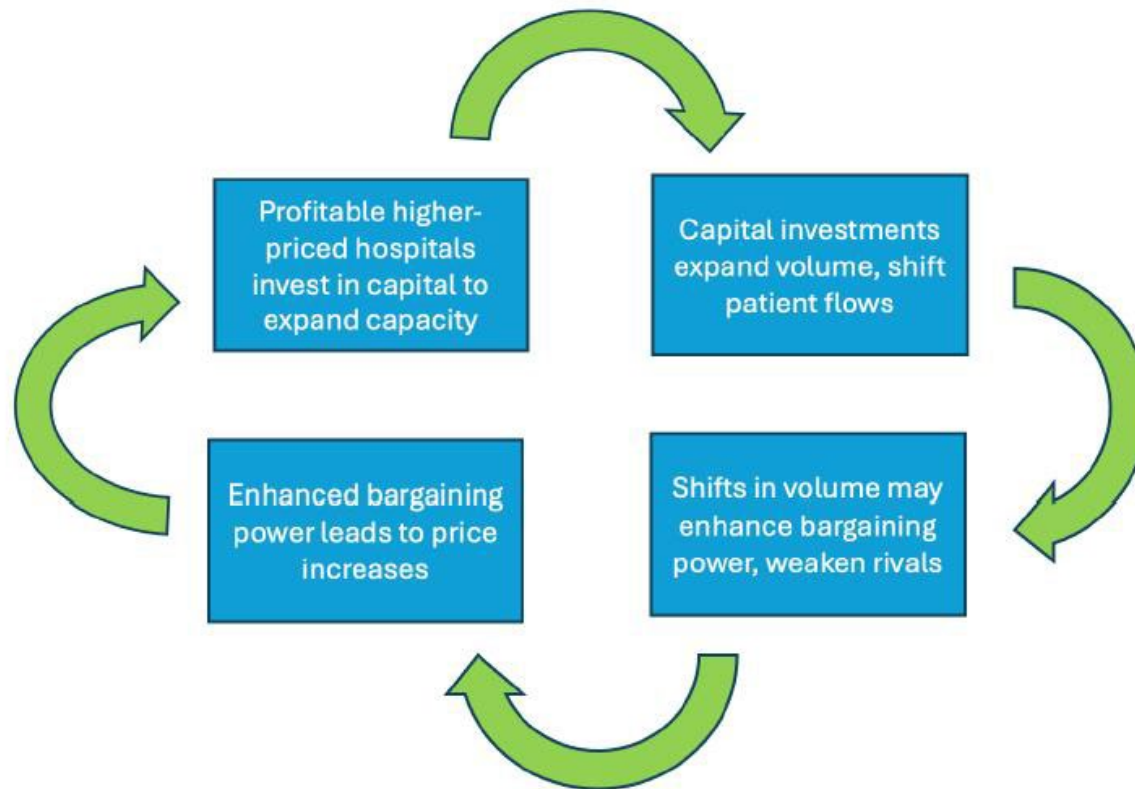 Profitable higher-
priced hospitals
invest in capital to
expand capacity
Capital investments
expand volume, shift
patient flows
Shifts in volume may
enhance bargaining
power, weaken rivals
Enhanced bargaining
power leads to price
increases